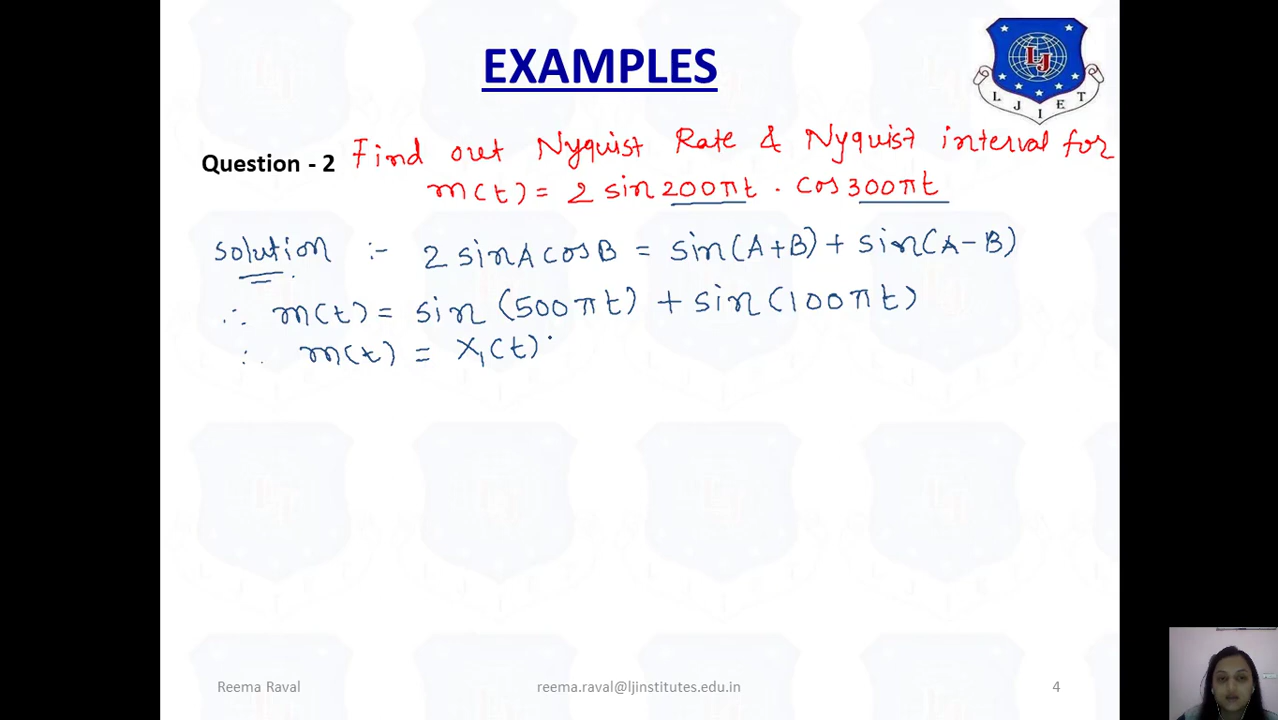 EXAMPLES
LJ
L J I E T
Question - 2 Find out Nyquist Rate & Nyquist interval for
m(t) = 2 sin 200πt . cos 300πt
solution :- 2 sinA cosB = sin(A+B) + sin(A-B)
∴ m(t) = sin (500πt) + sin (100πt)
∴ m(t) = X₁(t)
Reema Raval reema.raval@ljinstitutes.edu.in 4